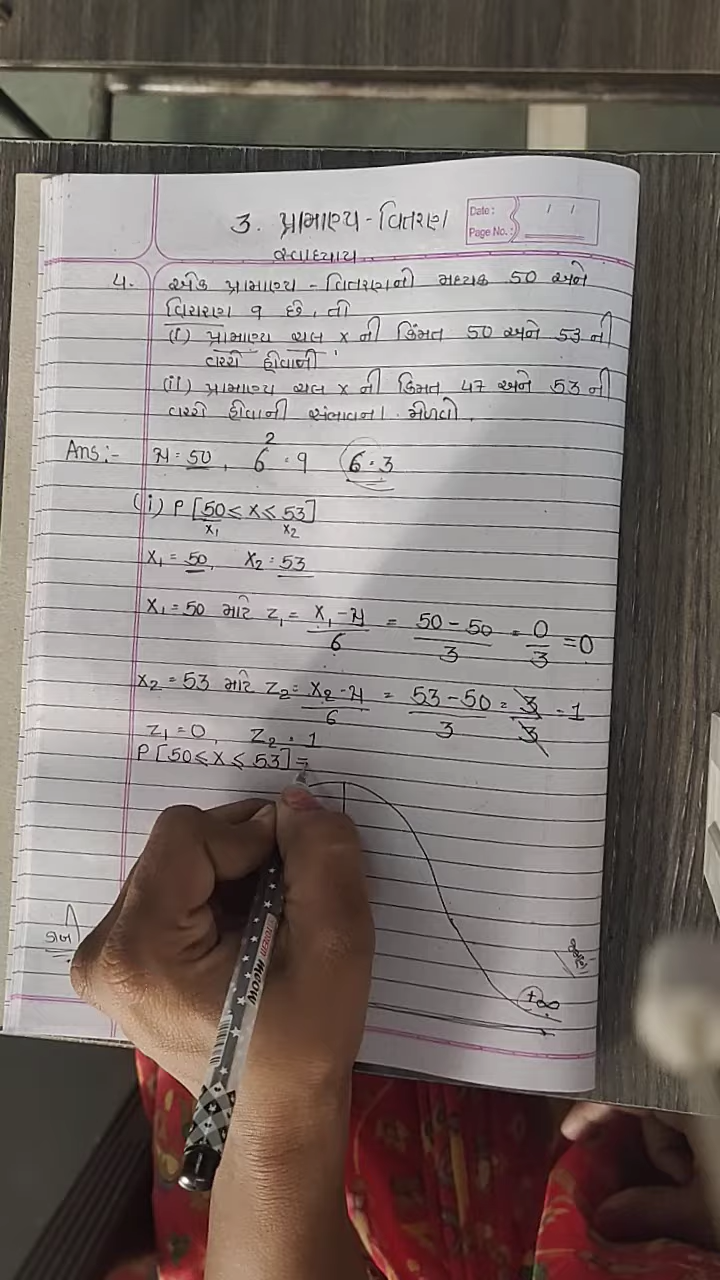 3. પ્રામાણ્ય-વિતરણ
Date: / /
Page No.:
સ્વાધ્યાય
4. એક પ્રામાણ્ય-વિતરણનો મધ્યક 50 અને
વિચરણ 9 છે, તો
(i) પ્રામાણ્ય ચલ x ની કિંમત 50 અને 53 ની
વચ્ચે હોવાની
(ii) પ્રામાણ્ય ચલ x ની કિંમત 47 અને 53 ની
વચ્ચે હોવાની સંભાવના મેળવો.
Ans:- μ = 50, σ² = 9 σ = 3
(i) P [50 ≤ x ≤ 53]
x₁ x₂
x₁ = 50, x₂ = 53
x₁ = 50 માટે z₁ = x₁-μ/σ = 50-50/3 = 0/3 = 0
x₂ = 53 માટે z₂ = x₂-μ/σ = 53-50/3 = 3/3 = 1
z₁ = 0, z₂ = 1
P [50 ≤ x ≤ 53] =
+∞